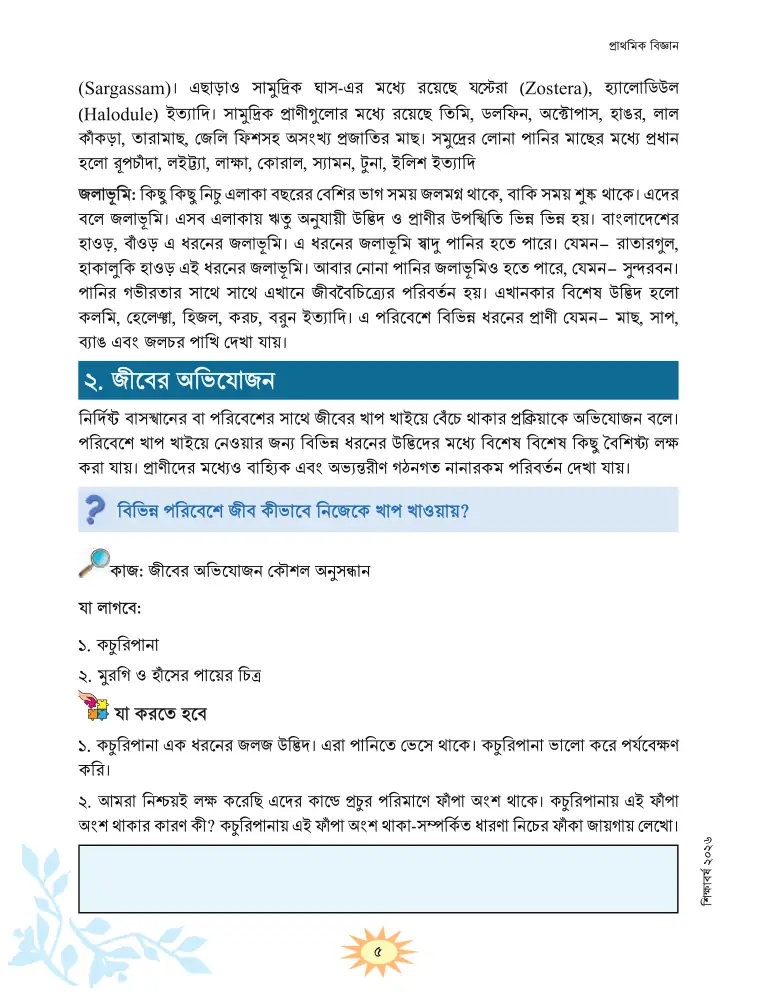 প্রাথমিক বিজ্ঞান
(Sargassam)। এছাড়াও সামুদ্রিক ঘাস-এর মধ্যে রয়েছে যস্টেরা (Zostera), হ্যালোডিউল
(Halodule) ইত্যাদি। সামুদ্রিক প্রাণীগুলোর মধ্যে রয়েছে তিমি, ডলফিন, অক্টোপাস, হাঙর, লাল
কাঁকড়া, তারামাছ, জেলি ফিশসহ অসংখ্য প্রজাতির মাছ। সমুদ্রের লোনা পানির মাছের মধ্যে প্রধান
হলো রূপচাঁদা, লইট্যা, লাক্ষা, কোরাল, স্যামন, টুনা, ইলিশ ইত্যাদি
জলাভূমি: কিছু কিছু নিচু এলাকা বছরের বেশির ভাগ সময় জলমগ্ন থাকে, বাকি সময় শুষ্ক থাকে। এদের
বলে জলাভূমি। এসব এলাকায় ঋতু অনুযায়ী উদ্ভিদ ও প্রাণীর উপস্থিতি ভিন্ন ভিন্ন হয়। বাংলাদেশের
হাওড়, বাঁওড় এ ধরনের জলাভূমি। এ ধরনের জলাভূমি স্বাদু পানির হতে পারে। যেমন– রাতারগুল,
হাকালুকি হাওড় এই ধরনের জলাভূমি। আবার নোনা পানির জলাভূমিও হতে পারে, যেমন– সুন্দরবন।
পানির গভীরতার সাথে সাথে এখানে জীববৈচিত্র্যের পরিবর্তন হয়। এখানকার বিশেষ উদ্ভিদ হলো
কলমি, হেলেঞ্চা, হিজল, করচ, বরুন ইত্যাদি। এ পরিবেশে বিভিন্ন ধরনের প্রাণী যেমন– মাছ, সাপ,
ব্যাঙ এবং জলচর পাখি দেখা যায়।
২. জীবের অভিযোজন
নির্দিষ্ট বাসস্থানের বা পরিবেশের সাথে জীবের খাপ খাইয়ে বেঁচে থাকার প্রক্রিয়াকে অভিযোজন বলে।
পরিবেশে খাপ খাইয়ে নেওয়ার জন্য বিভিন্ন ধরনের উদ্ভিদের মধ্যে বিশেষ বিশেষ কিছু বৈশিষ্ট্য লক্ষ
করা যায়। প্রাণীদের মধ্যেও বাহ্যিক এবং অভ্যন্তরীণ গঠনগত নানারকম পরিবর্তন দেখা যায়।
? বিভিন্ন পরিবেশে জীব কীভাবে নিজেকে খাপ খাওয়ায়?
কাজ: জীবের অভিযোজন কৌশল অনুসন্ধান
যা লাগবে:
১. কচুরিপানা
২. মুরগি ও হাঁসের পায়ের চিত্র
যা করতে হবে
১. কচুরিপানা এক ধরনের জলজ উদ্ভিদ। এরা পানিতে ভেসে থাকে। কচুরিপানা ভালো করে পর্যবেক্ষণ
করি।
২. আমরা নিশ্চয়ই লক্ষ করেছি এদের কান্ডে প্রচুর পরিমাণে ফাঁপা অংশ থাকে। কচুরিপানায় এই ফাঁপা
অংশ থাকার কারণ কী? কচুরিপানায় এই ফাঁপা অংশ থাকা-সম্পর্কিত ধারণা নিচের ফাঁকা জায়গায় লেখো।
শিক্ষাবর্ষ ২০২৬
৫